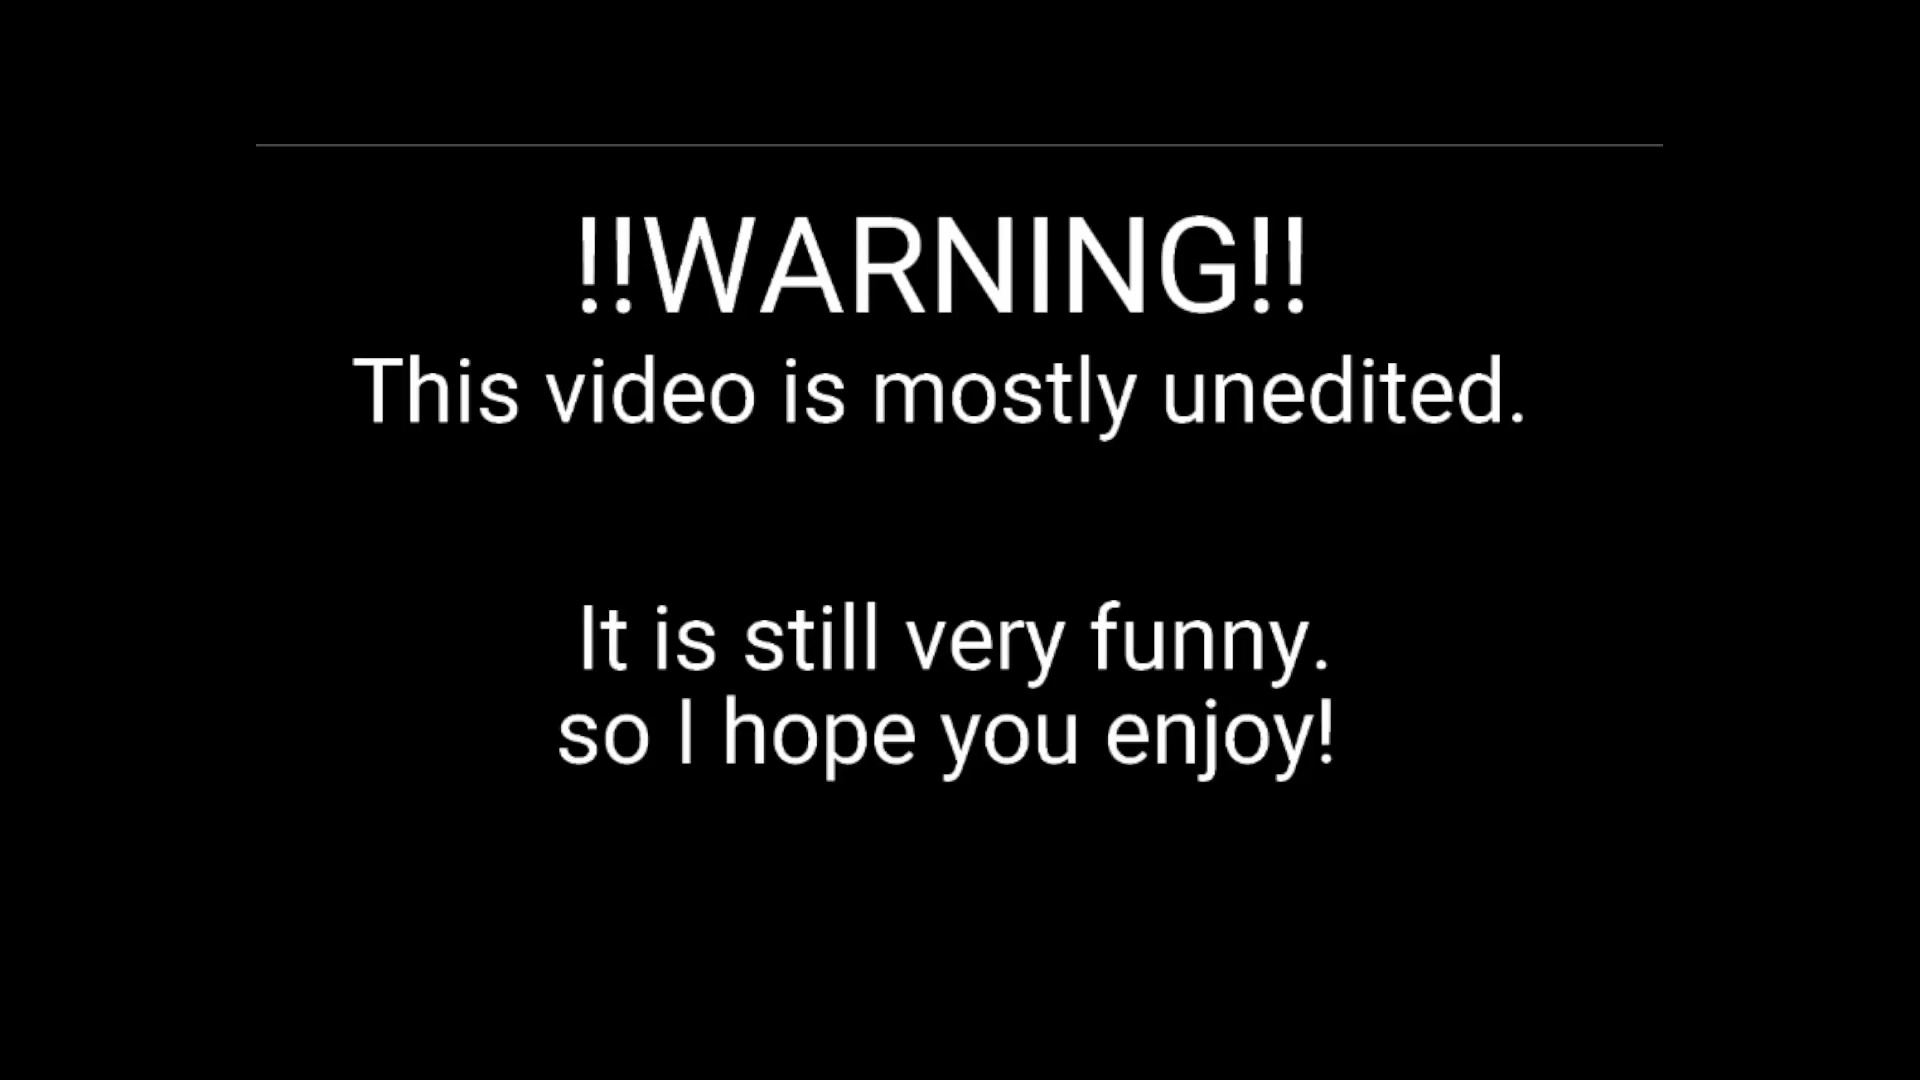 !!WARNING!!
This video is mostly unedited.
It is still very funny.
so I hope you enjoy!